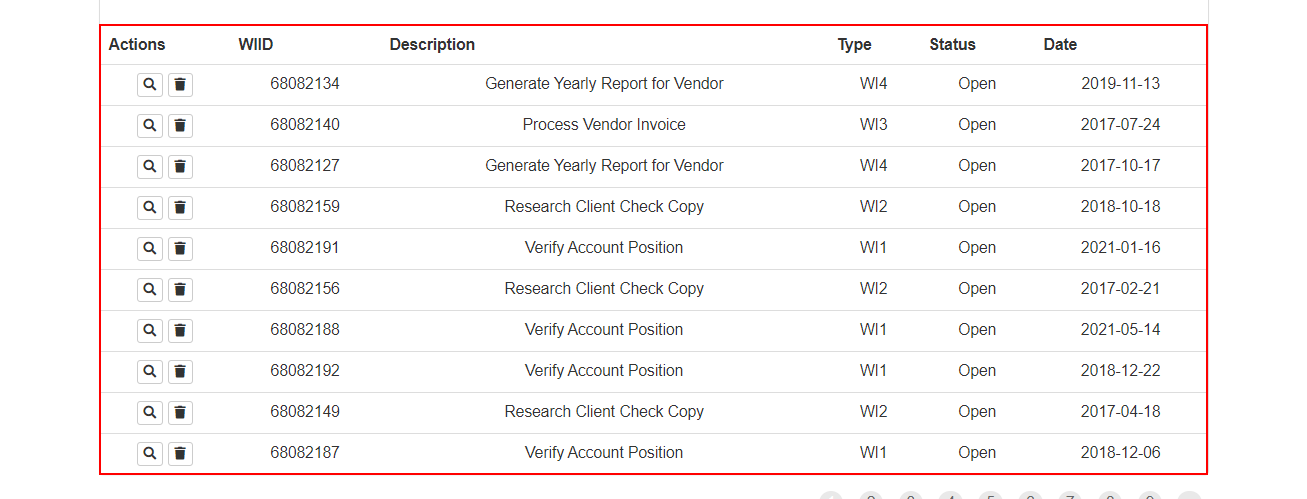 Actions WIID Description Type Status Date
68082134 Generate Yearly Report for Vendor WI4 Open 2019-11-13
68082140 Process Vendor Invoice WI3 Open 2017-07-24
68082127 Generate Yearly Report for Vendor WI4 Open 2017-10-17
68082159 Research Client Check Copy WI2 Open 2018-10-18
68082191 Verify Account Position WI1 Open 2021-01-16
68082156 Research Client Check Copy WI2 Open 2017-02-21
68082188 Verify Account Position WI1 Open 2021-05-14
68082192 Verify Account Position WI1 Open 2018-12-22
68082149 Research Client Check Copy WI2 Open 2017-04-18
68082187 Verify Account Position WI1 Open 2018-12-06